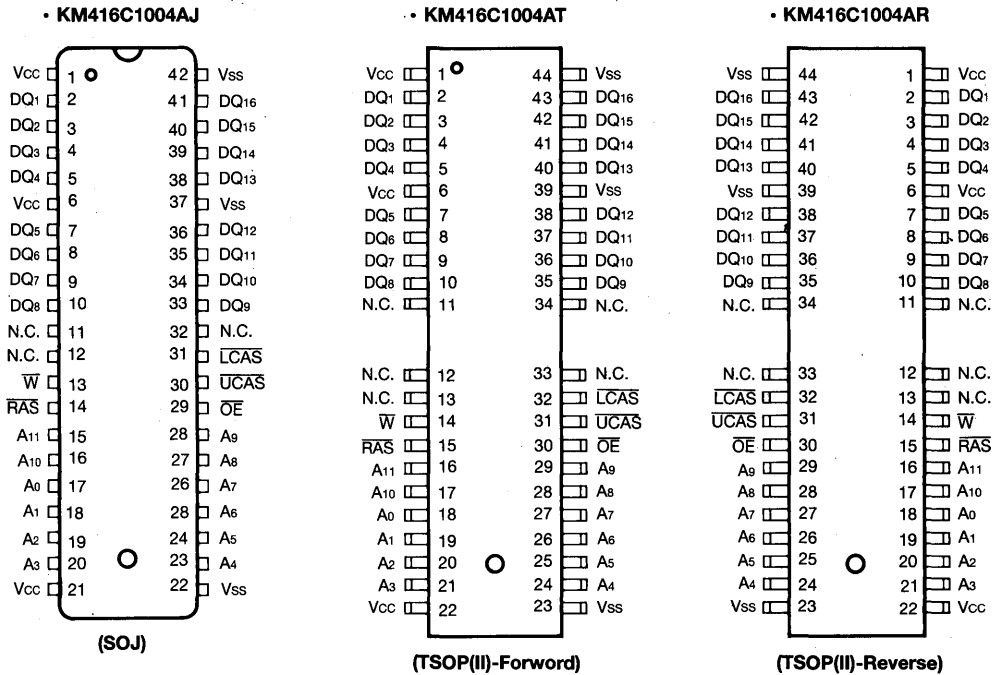 • KM416C1004AJ
Vcc 1 42 Vss
DQ1 2 41 DQ16
DQ2 3 40 DQ15
DQ3 4 39 DQ14
DQ4 5 38 DQ13
Vcc 6 37 Vss
DQ5 7 36 DQ12
DQ6 8 35 DQ11
DQ7 9 34 DQ10
DQ8 10 33 DQ9
N.C. 11 32 N.C.
N.C. 12 31 L̅C̅A̅S̅
W̅ 13 30 U̅C̅A̅S̅
R̅A̅S̅ 14 29 O̅E̅
A11 15 28 A9
A10 16 27 A8
A0 17 26 A7
A1 18 28 A6
A2 19 24 A5
A3 20 23 A4
Vcc 21 22 Vss
(SOJ)
• KM416C1004AT
Vcc 1 44 Vss
DQ1 2 43 DQ16
DQ2 3 42 DQ15
DQ3 4 41 DQ14
DQ4 5 40 DQ13
Vcc 6 39 Vss
DQ5 7 38 DQ12
DQ6 8 37 DQ11
DQ7 9 36 DQ10
DQ8 10 35 DQ9
N.C. 11 34 N.C.
N.C. 12 33 N.C.
N.C. 13 32 L̅C̅A̅S̅
W̅ 14 31 U̅C̅A̅S̅
R̅A̅S̅ 15 30 O̅E̅
A11 16 29 A9
A10 17 28 A8
A0 18 27 A7
A1 19 26 A6
A2 20 25 A5
A3 21 24 A4
Vcc 22 23 Vss
(TSOP(II)-Forword)
• KM416C1004AR
Vss 44 1 Vcc
DQ16 43 2 DQ1
DQ15 42 3 DQ2
DQ14 41 4 DQ3
DQ13 40 5 DQ4
Vss 39 6 Vcc
DQ12 38 7 DQ5
DQ11 37 8 DQ6
DQ10 36 9 DQ7
DQ9 35 10 DQ8
N.C. 34 11 N.C.
N.C. 33 12 N.C.
L̅C̅A̅S̅ 32 13 N.C.
U̅C̅A̅S̅ 31 14 W̅
O̅E̅ 30 15 R̅A̅S̅
A9 29 16 A11
A8 28 17 A10
A7 27 18 A0
A6 26 19 A1
A5 25 20 A2
A4 24 21 A3
Vss 23 22 Vcc
(TSOP(II)-Reverse)